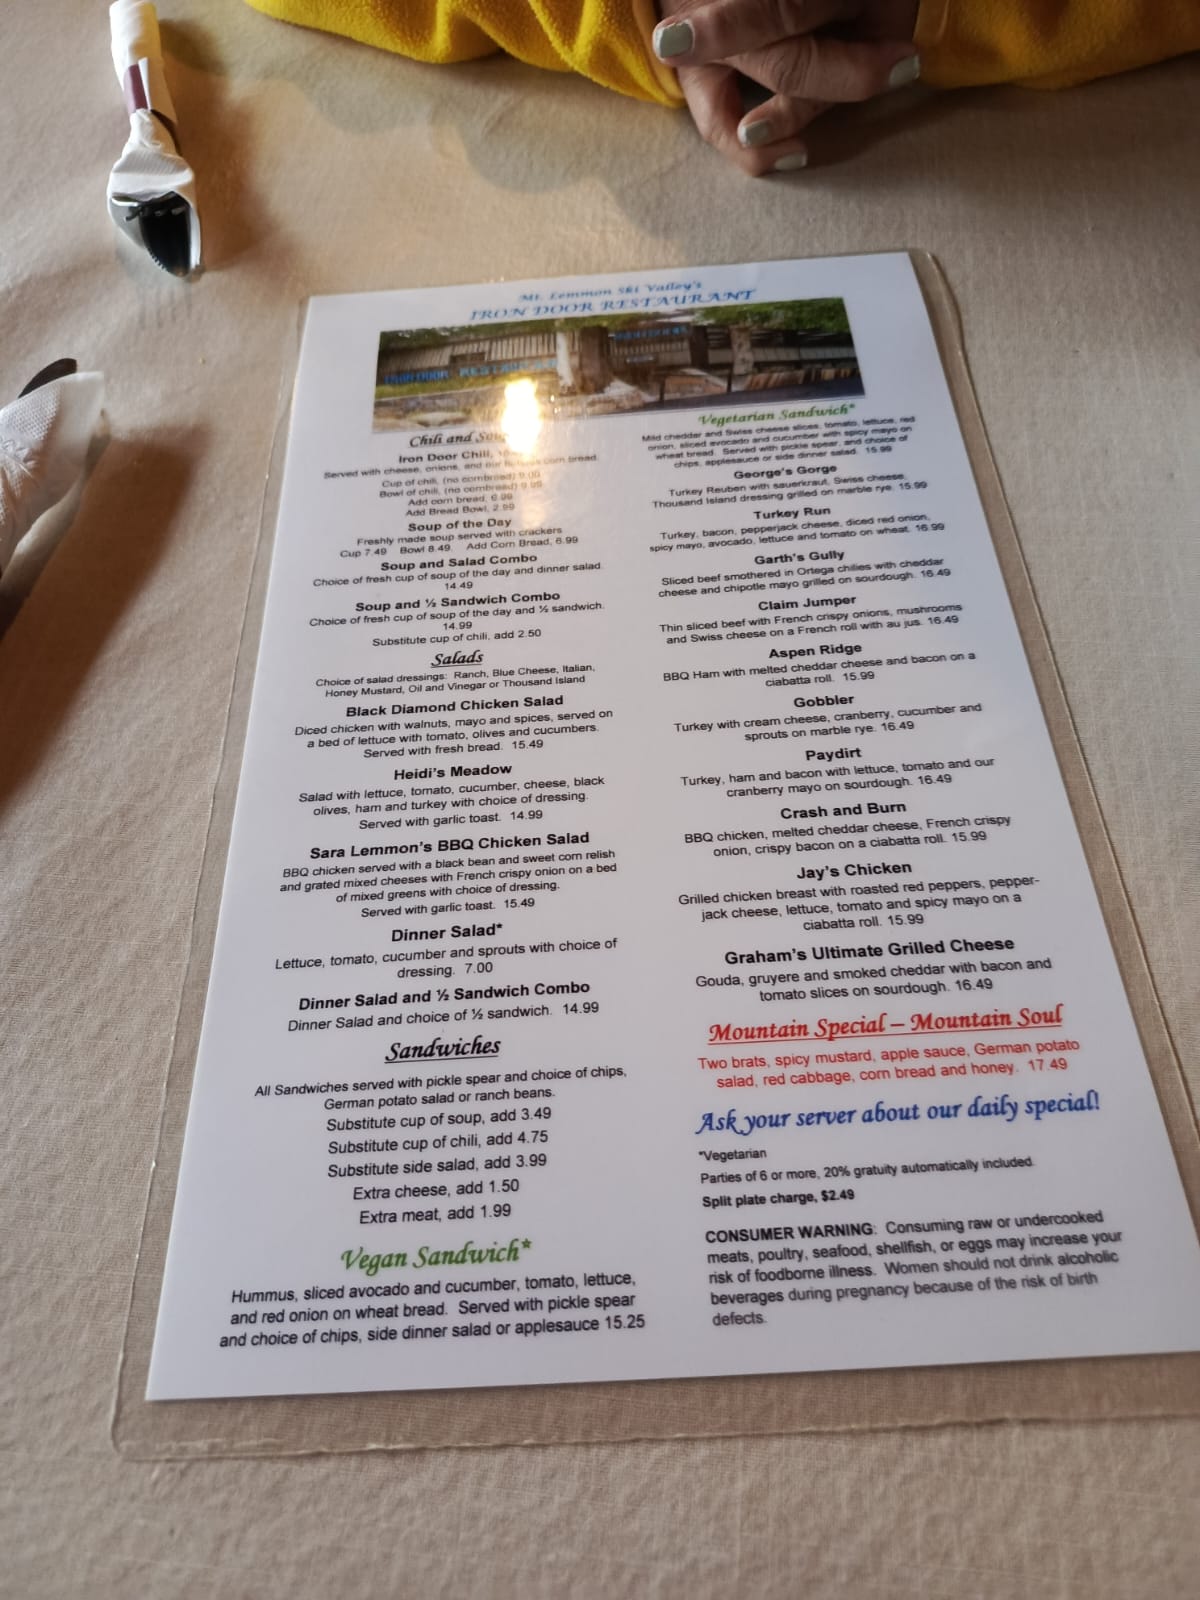 Mt. Lemmon Ski Valley's
IRON DOOR RESTAURANT
IRON DOOR RESTAURANT
Chili and
Iron Door Chili,
Served with cheese, onions, and our corn bread.
Cup of chili, (no cornbread) 9.00
Bowl of chili, (no cornbread) 9.99
Add corn bread, 6.99
Add Bread Bowl, 2.99
Soup of the Day
Freshly made soup served with crackers
Cup 7.49 Bowl 8.49 Add Corn Bread, 6.99
Soup and Salad Combo
Choice of fresh cup of soup of the day and dinner salad.
14.49
Soup and ½ Sandwich Combo
Choice of fresh cup of soup of the day and ½ sandwich.
14.99
Substitute cup of chili, add 2.50
Salads
Choice of salad dressings: Ranch, Blue Cheese, Italian,
Honey Mustard, Oil and Vinegar or Thousand Island
Black Diamond Chicken Salad
Diced chicken with walnuts, mayo and spices, served on
a bed of lettuce with tomato, olives and cucumbers.
Served with fresh bread. 15.49
Heidi's Meadow
Salad with lettuce, tomato, cucumber, cheese, black
olives, ham and turkey with choice of dressing.
Served with garlic toast. 14.99
Sara Lemmon's BBQ Chicken Salad
BBQ chicken served with a black bean and sweet corn relish
and grated mixed cheeses with French crispy onion on a bed
of mixed greens with choice of dressing.
Served with garlic toast. 15.49
Dinner Salad*
Lettuce, tomato, cucumber and sprouts with choice of
dressing. 7.00
Dinner Salad and ½ Sandwich Combo
Dinner Salad and choice of ½ sandwich. 14.99
Sandwiches
All Sandwiches served with pickle spear and choice of chips,
German potato salad or ranch beans.
Substitute cup of soup, add 3.49
Substitute cup of chili, add 4.75
Substitute side salad, add 3.99
Extra cheese, add 1.50
Extra meat, add 1.99
Vegan Sandwich*
Hummus, sliced avocado and cucumber, tomato, lettuce,
and red onion on wheat bread. Served with pickle spear
and choice of chips, side dinner salad or applesauce 15.25
Vegetarian Sandwich*
Mild cheddar and Swiss cheese slices, tomato, lettuce, red
onion, sliced avocado and cucumber with spicy mayo on
wheat bread. Served with pickle spear, and choice of
chips, applesauce or side dinner salad. 15.99
George's Gorge
Turkey Reuben with sauerkraut, Swiss cheese,
Thousand Island dressing grilled on marble rye. 15.99
Turkey Run
Turkey, bacon, pepperjack cheese, diced red onion,
spicy mayo, avocado, lettuce and tomato on wheat. 16.99
Garth's Gully
Sliced beef smothered in Ortega chilies with cheddar
cheese and chipotle mayo grilled on sourdough. 16.49
Claim Jumper
Thin sliced beef with French crispy onions, mushrooms
and Swiss cheese on a French roll with au jus. 16.49
Aspen Ridge
BBQ Ham with melted cheddar cheese and bacon on a
ciabatta roll. 15.99
Gobbler
Turkey with cream cheese, cranberry, cucumber and
sprouts on marble rye. 16.49
Paydirt
Turkey, ham and bacon with lettuce, tomato and our
cranberry mayo on sourdough. 16.49
Crash and Burn
BBQ chicken, melted cheddar cheese, French crispy
onion, crispy bacon on a ciabatta roll. 15.99
Jay's Chicken
Grilled chicken breast with roasted red peppers, pepper-
jack cheese, lettuce, tomato and spicy mayo on a
ciabatta roll. 15.99
Graham's Ultimate Grilled Cheese
Gouda, gruyere and smoked cheddar with bacon and
tomato slices on sourdough. 16.49
Mountain Special – Mountain Soul
Two brats, spicy mustard, apple sauce, German potato
salad, red cabbage, corn bread and honey. 17.49
Ask your server about our daily special!
*Vegetarian
Parties of 6 or more, 20% gratuity automatically included.
Split plate charge, $2.49
CONSUMER WARNING: Consuming raw or undercooked
meats, poultry, seafood, shellfish, or eggs may increase your
risk of foodborne illness. Women should not drink alcoholic
beverages during pregnancy because of the risk of birth
defects.